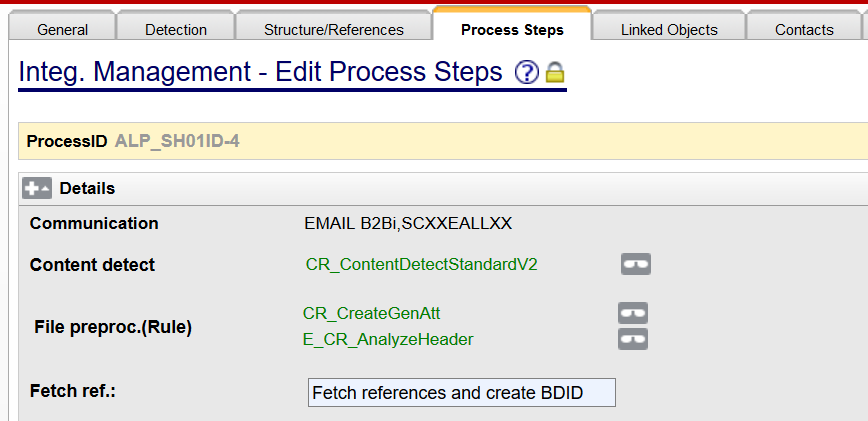 General Detection Structure/References Process Steps Linked Objects Contacts
Integ. Management - Edit Process Steps ?
ProcessID ALP_SH01ID-4
Details
Communication EMAIL B2Bi,SCXXEALLXX
Content detect CR_ContentDetectStandardV2
CR_CreateGenAtt
File preproc.(Rule)
E_CR_AnalyzeHeader
Fetch ref.: Fetch references and create BDID